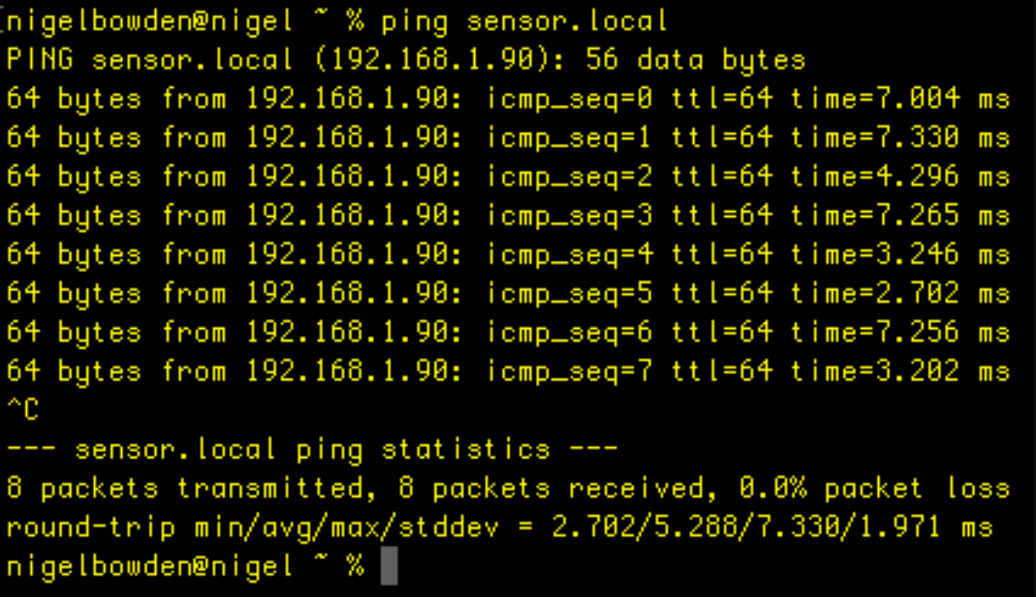 [nigelbowden@nigel ~ % ping sensor.local
PING sensor.local (192.168.1.90): 56 data bytes
64 bytes from 192.168.1.90: icmp_seq=0 ttl=64 time=7.004 ms
64 bytes from 192.168.1.90: icmp_seq=1 ttl=64 time=7.330 ms
64 bytes from 192.168.1.90: icmp_seq=2 ttl=64 time=4.296 ms
64 bytes from 192.168.1.90: icmp_seq=3 ttl=64 time=7.265 ms
64 bytes from 192.168.1.90: icmp_seq=4 ttl=64 time=3.246 ms
64 bytes from 192.168.1.90: icmp_seq=5 ttl=64 time=2.702 ms
64 bytes from 192.168.1.90: icmp_seq=6 ttl=64 time=7.256 ms
64 bytes from 192.168.1.90: icmp_seq=7 ttl=64 time=3.202 ms
^C
--- sensor.local ping statistics ---
8 packets transmitted, 8 packets received, 0.0% packet loss
round-trip min/avg/max/stddev = 2.702/5.288/7.330/1.971 ms
nigelbowden@nigel ~ %